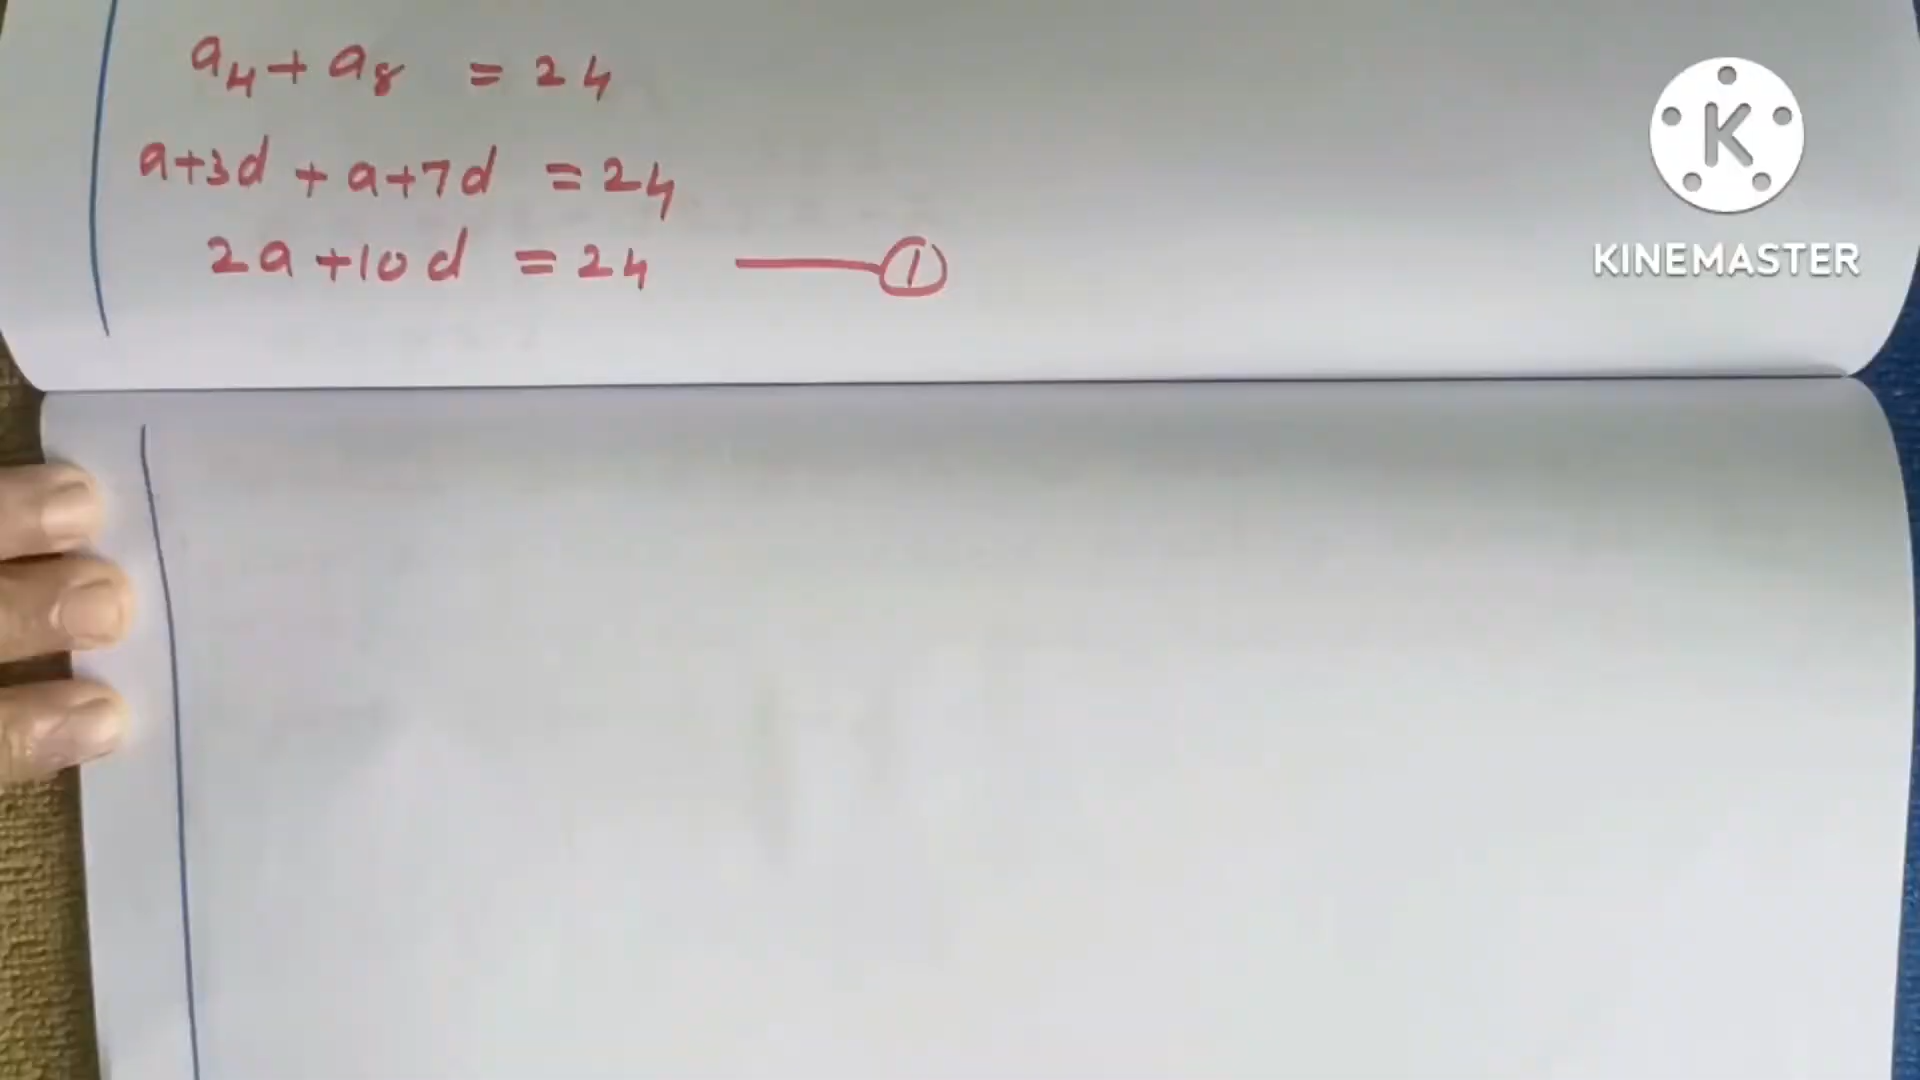 a₄ + a₈ = 24
a+3d + a+7d = 24
2a +10d = 24 —— ①
K
KINEMASTER